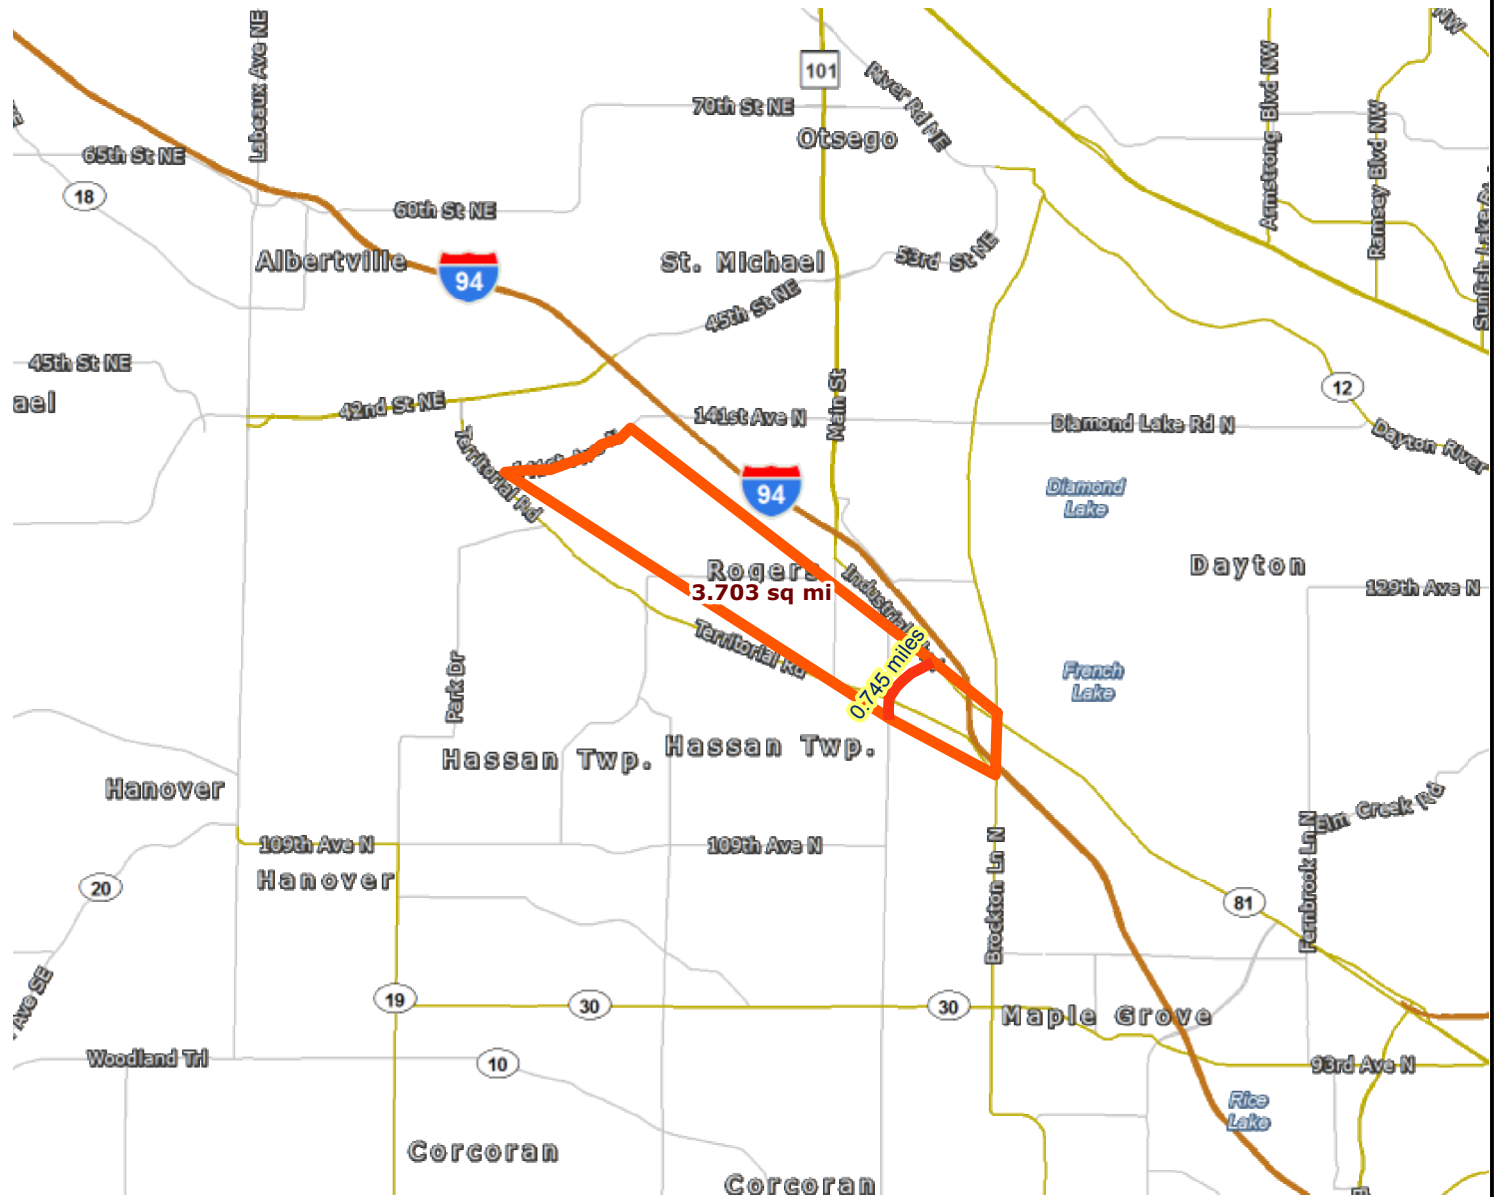 Labeaux Ave NE
NW
101
River Rd NE
Armstrong Blvd NW
70th St NE
Otsego
Ramsey Blvd NW
65th St NE
18
60th St NE
Albertville
94
St. Michael
53rd St NE
45th St NE
45th St NE
12
ael
42nd St NE
Main St
141st Ave N
Diamond Lake Rd N
Dayton River
141st Ave N
Territorial Rd
94
Diamond
Lake
Rogers
3.703 sq mi
Industrial
Dayton
129th Ave N
Territorial Rd
0.745 miles
French
Lake
Park Dr
Hassan Twp.
Hassan Twp.
Hanover
Elm Creek Rd
109th Ave N
109th Ave N
Hanover
20
Brockton Ln N
81
Fernbrook Ln N
Ave SE
19
30
30
Maple Grove
Woodland Trl
10
93rd Ave N
Rice
Lake
Corcoran
Corcoran